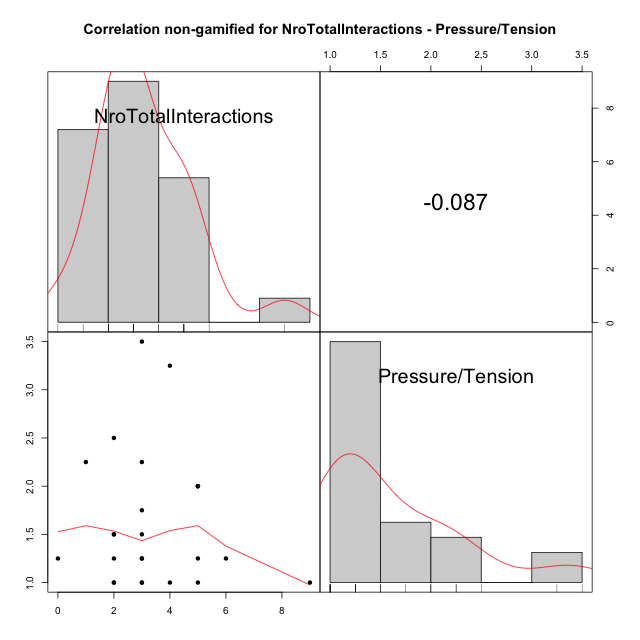 Correlation non-gamified for NroTotalInteractions - Pressure/Tension
1.0 1.5 2.0 2.5 3.0 3.5
NroTotalInteractions
-0.087
8
6
4
2
0
3.5
3.0
2.5
2.0
1.5
1.0
Pressure/Tension
0 2 4 6 8